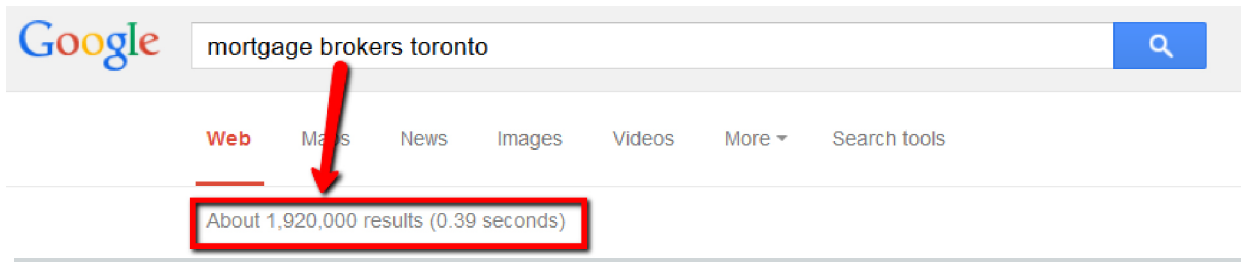 Google mortgage brokers toronto
Web Maps News Images Videos More Search tools
About 1,920,000 results (0.39 seconds)